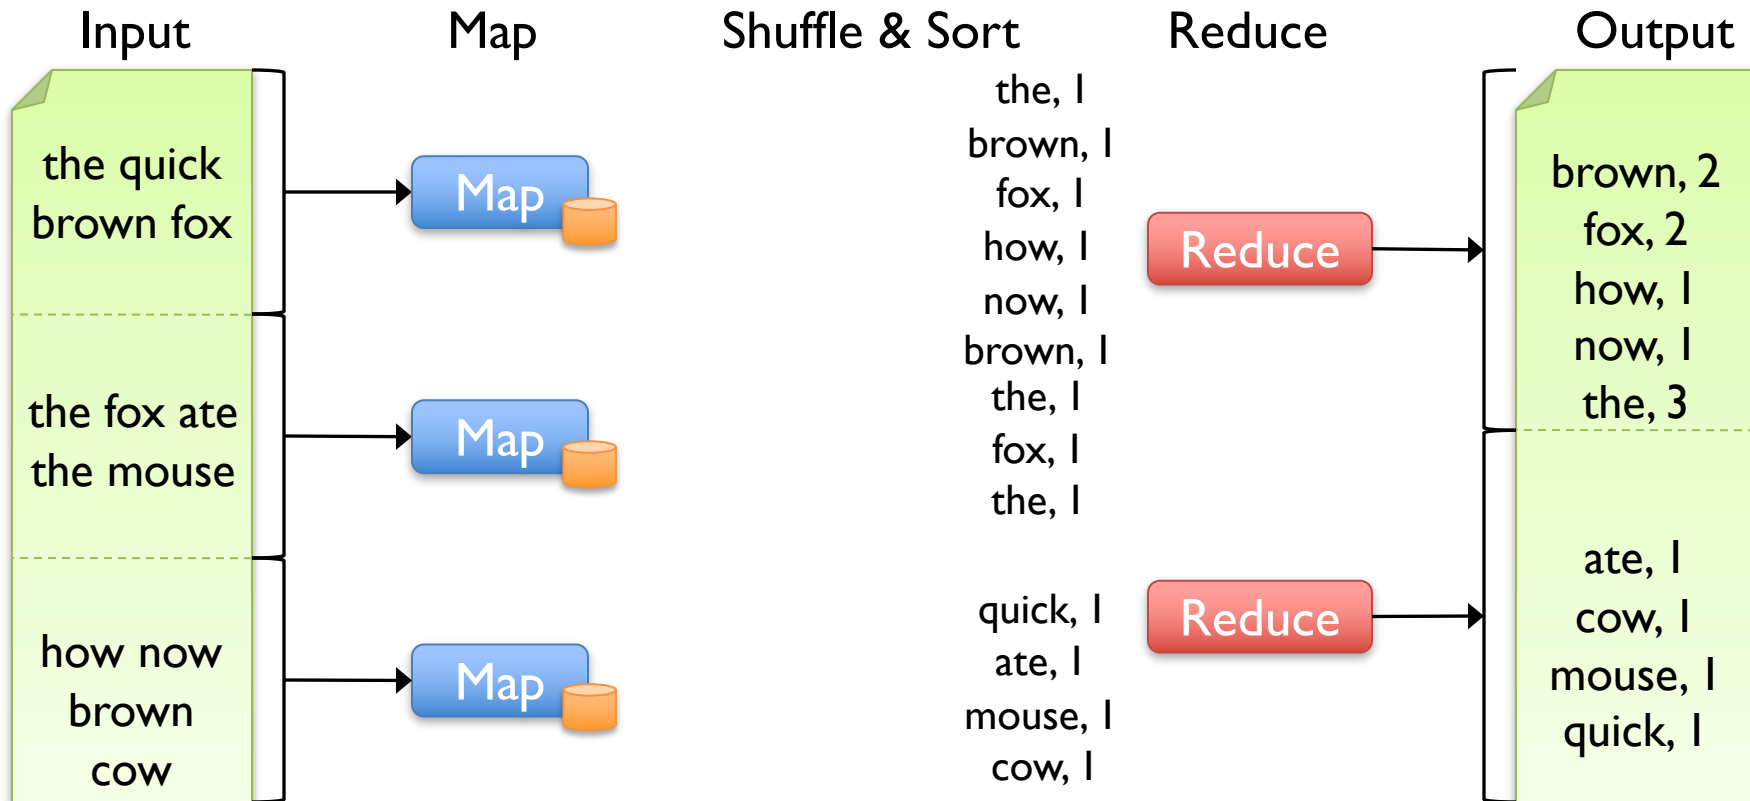 Input
Map
Shuffle & Sort
Reduce
Output
the quick
brown fox
the fox ate
the mouse
how now
brown
cow
Map
Map
Map
the, 1
brown, 1
fox, 1
how, 1
now, 1
brown, 1
the, 1
fox, 1
the, 1
quick, 1
ate, 1
mouse, 1
cow, 1
Reduce
Reduce
brown, 2
fox, 2
how, 1
now, 1
the, 3
ate, 1
cow, 1
mouse, 1
quick, 1